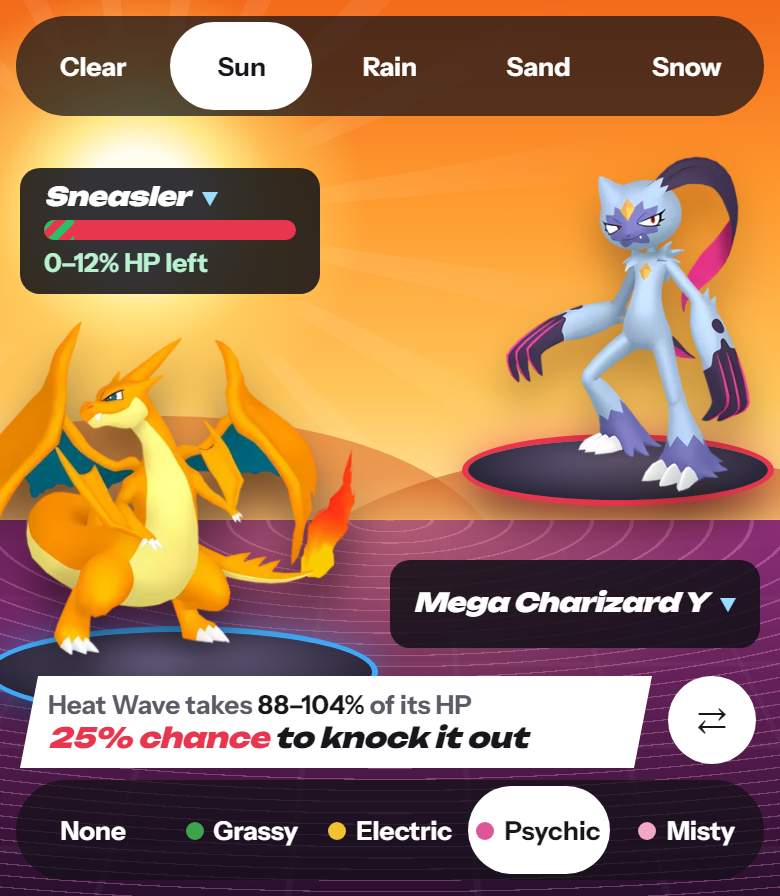 Clear Sun Rain Sand Snow
Sneasler
0–12% HP left
Mega Charizard Y
Heat Wave takes 88–104% of its HP
25% chance to knock it out
None Grassy Electric Psychic Misty